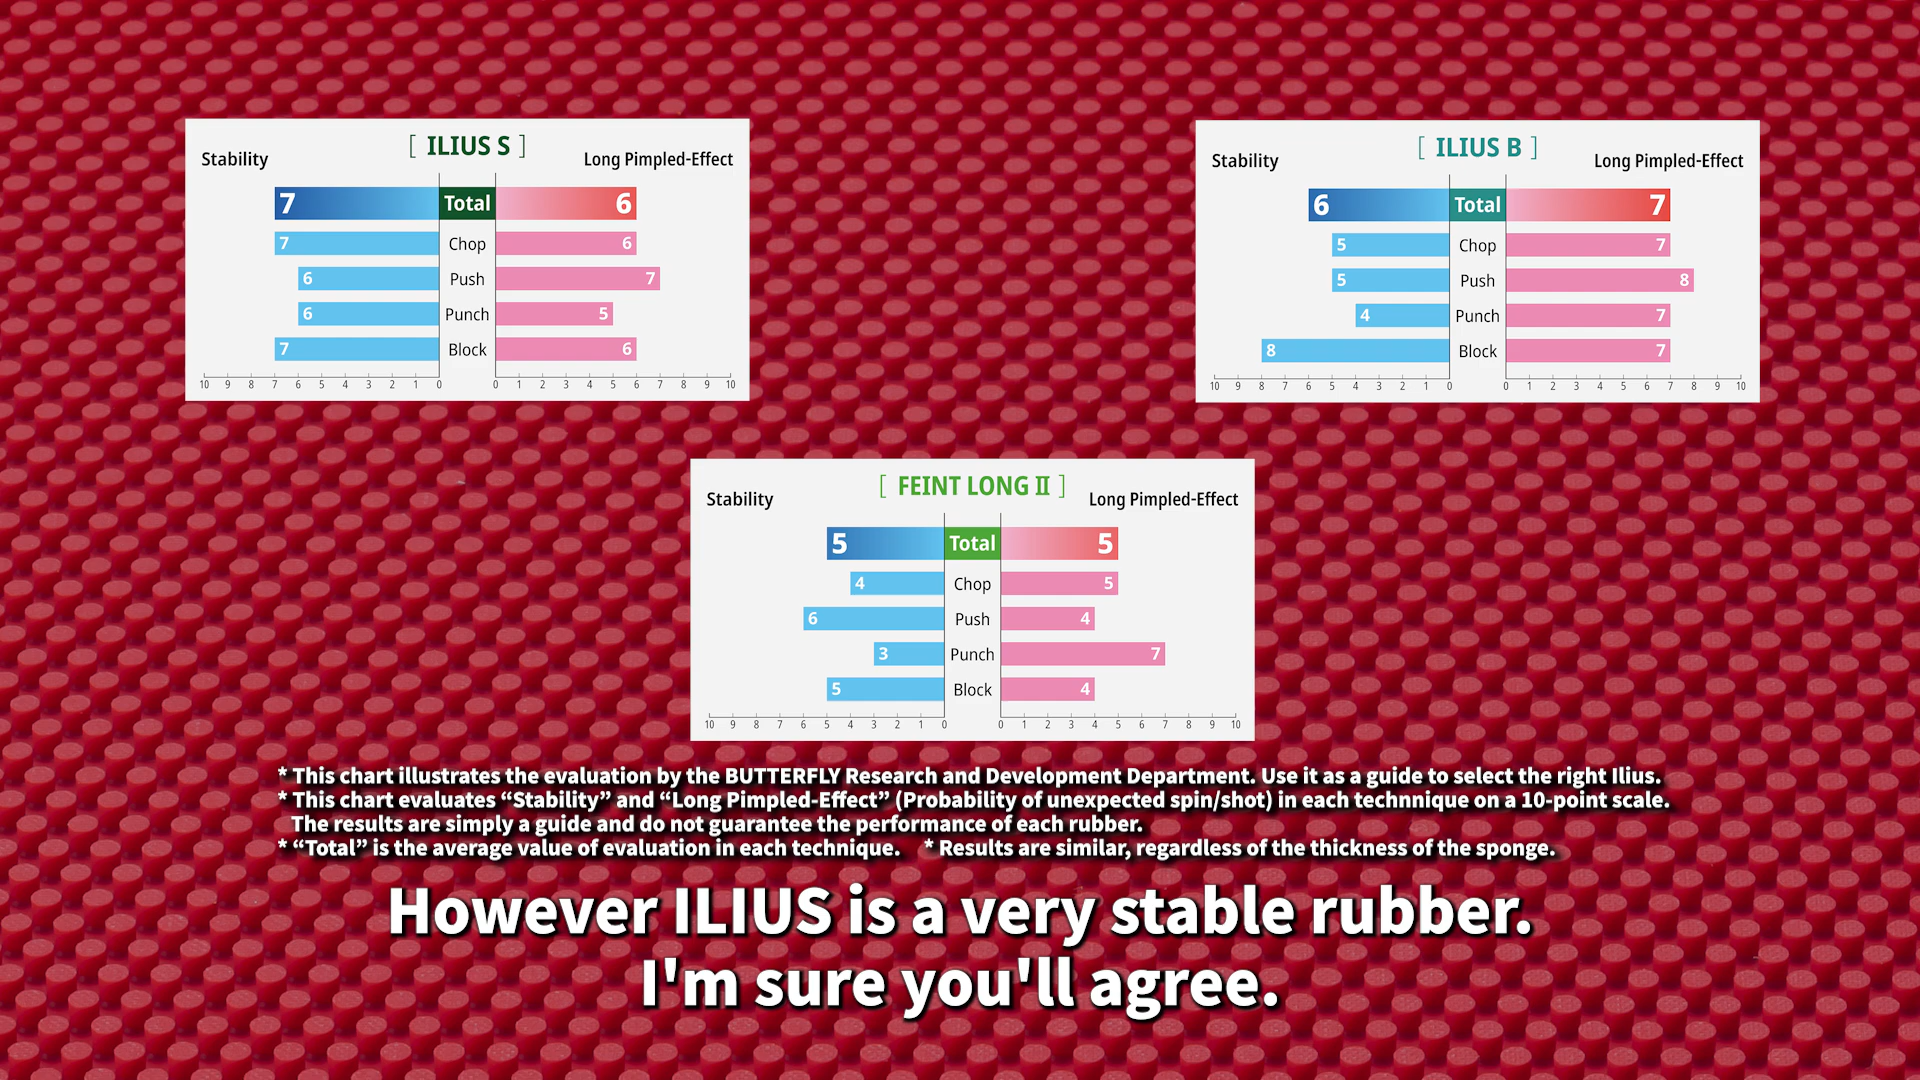 [ ILIUS S ]
Stability Long Pimpled-Effect
7 Total 6
7 Chop 6
6 Push 7
6 Punch 5
7 Block 6
10 9 8 7 6 5 4 3 2 1 0 0 1 2 3 4 5 6 7 8 9 10
[ ILIUS B ]
Stability Long Pimpled-Effect
6 Total 7
5 Chop 7
5 Push 8
4 Punch 7
8 Block 7
10 9 8 7 6 5 4 3 2 1 0 0 1 2 3 4 5 6 7 8 9 10
[ FEINT LONG II ]
Stability Long Pimpled-Effect
5 Total 5
4 Chop 5
6 Push 4
3 Punch 7
5 Block 4
10 9 8 7 6 5 4 3 2 1 0 0 1 2 3 4 5 6 7 8 9 10
* This chart illustrates the evaluation by the BUTTERFLY Research and Development Department. Use it as a guide to select the right Ilius.
* This chart evaluates “Stability” and “Long Pimpled-Effect” (Probability of unexpected spin/shot) in each technnique on a 10-point scale.
The results are simply a guide and do not guarantee the performance of each rubber.
* “Total” is the average value of evaluation in each technique. * Results are similar, regardless of the thickness of the sponge.
However ILIUS is a very stable rubber.
I'm sure you'll agree.